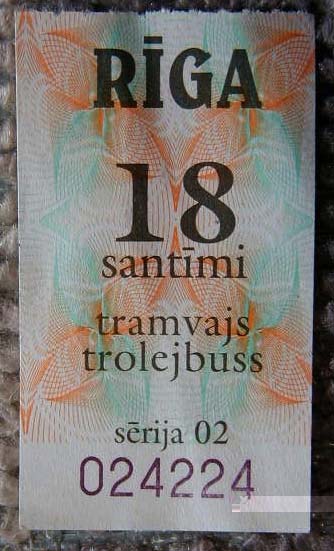 RĪGA
18
santīmi
tramvajs
trolejbuss
sērija 02
024224